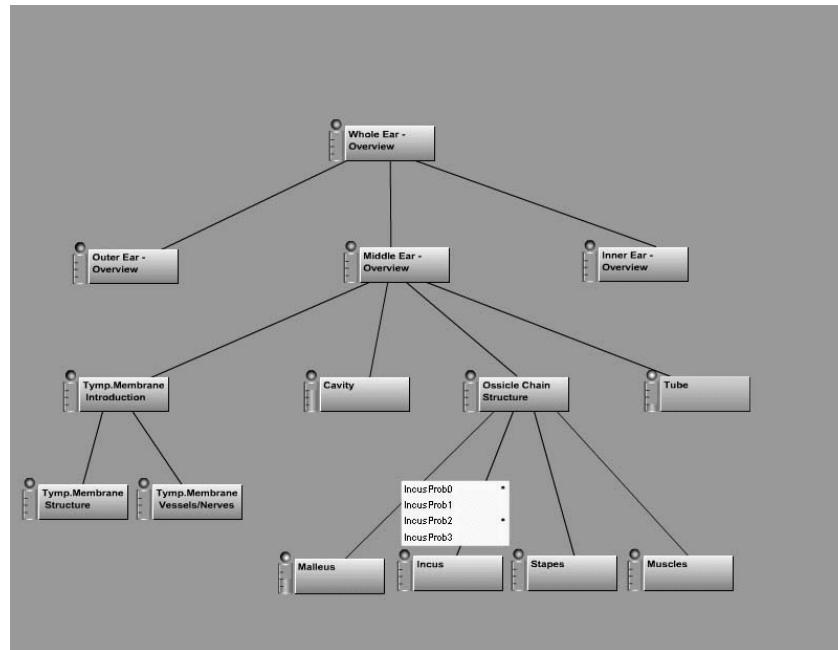 Whole Ear -
Overview
Outer Ear -
Overview
Middle Ear -
Overview
Inner Ear -
Overview
Tymp.Membrane
Introduction
Cavity
Ossicle Chain
Structure
Tube
Tymp.Membrane
Structure
Tymp.Membrane
Vessels/Nerves
IncusProb0 *
IncusProb1
IncusProb2 *
IncusProb3
Malleus
Incus
Stapes
Muscles